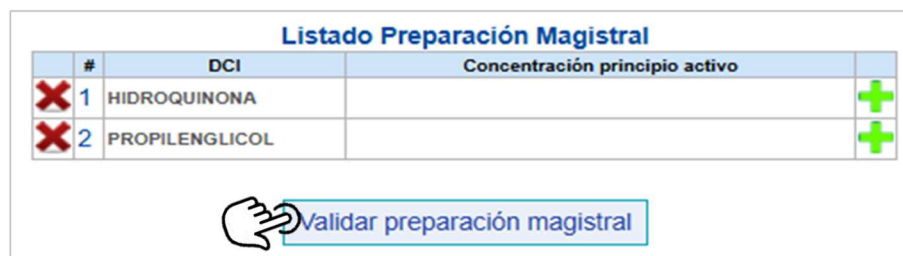 Listado Preparación Magistral
# DCI Concentración principio activo
1 HIDROQUINONA
2 PROPILENGLICOL
Validar preparación magistral